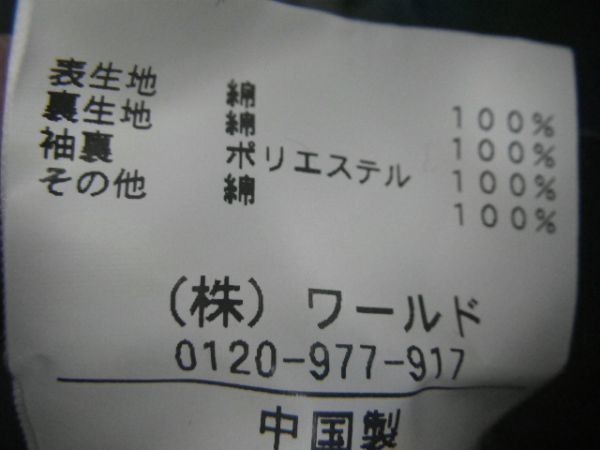 表生地 綿 100%
裏生地 綿 100%
袖裏 ポリエステル 100%
その他 綿 100%
(株) ワールド
0120-977-917
中国製